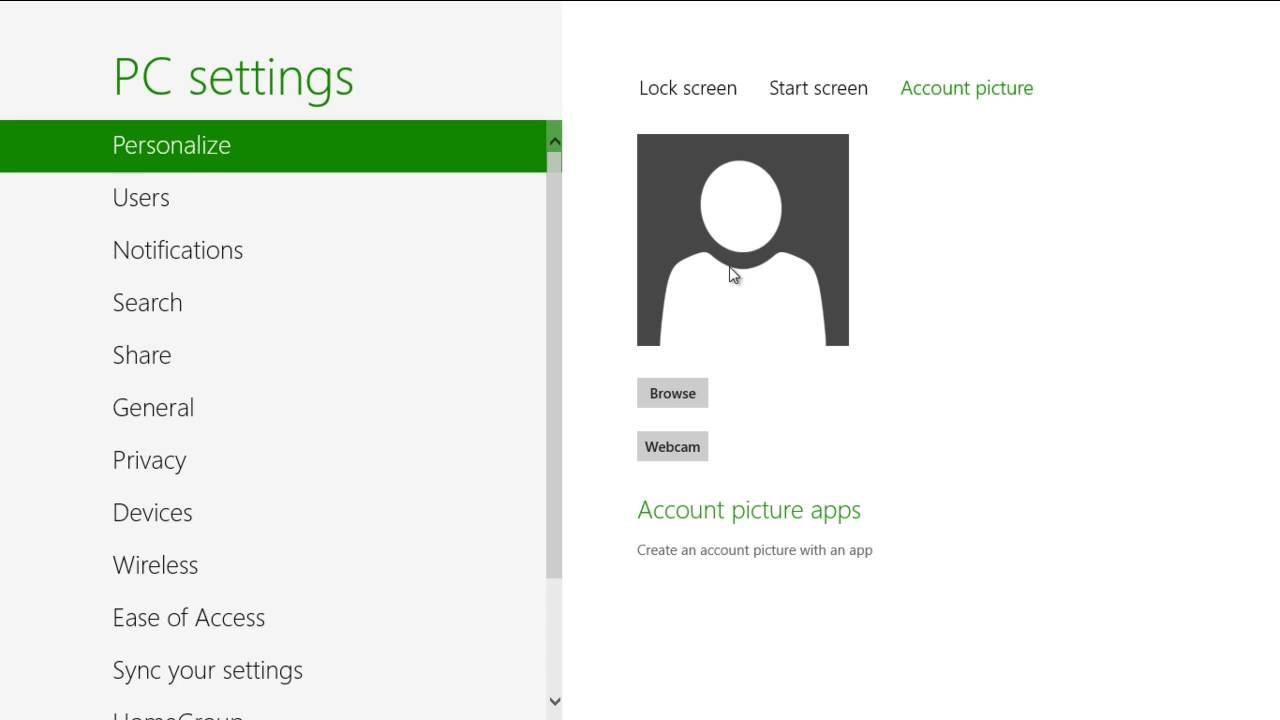 PC settings
Personalize
Users
Notifications
Search
Share
General
Privacy
Devices
Wireless
Ease of Access
Sync your settings
HomeGroup
Lock screen
Start screen
Account picture
Browse
Webcam
Account picture apps
Create an account picture with an app